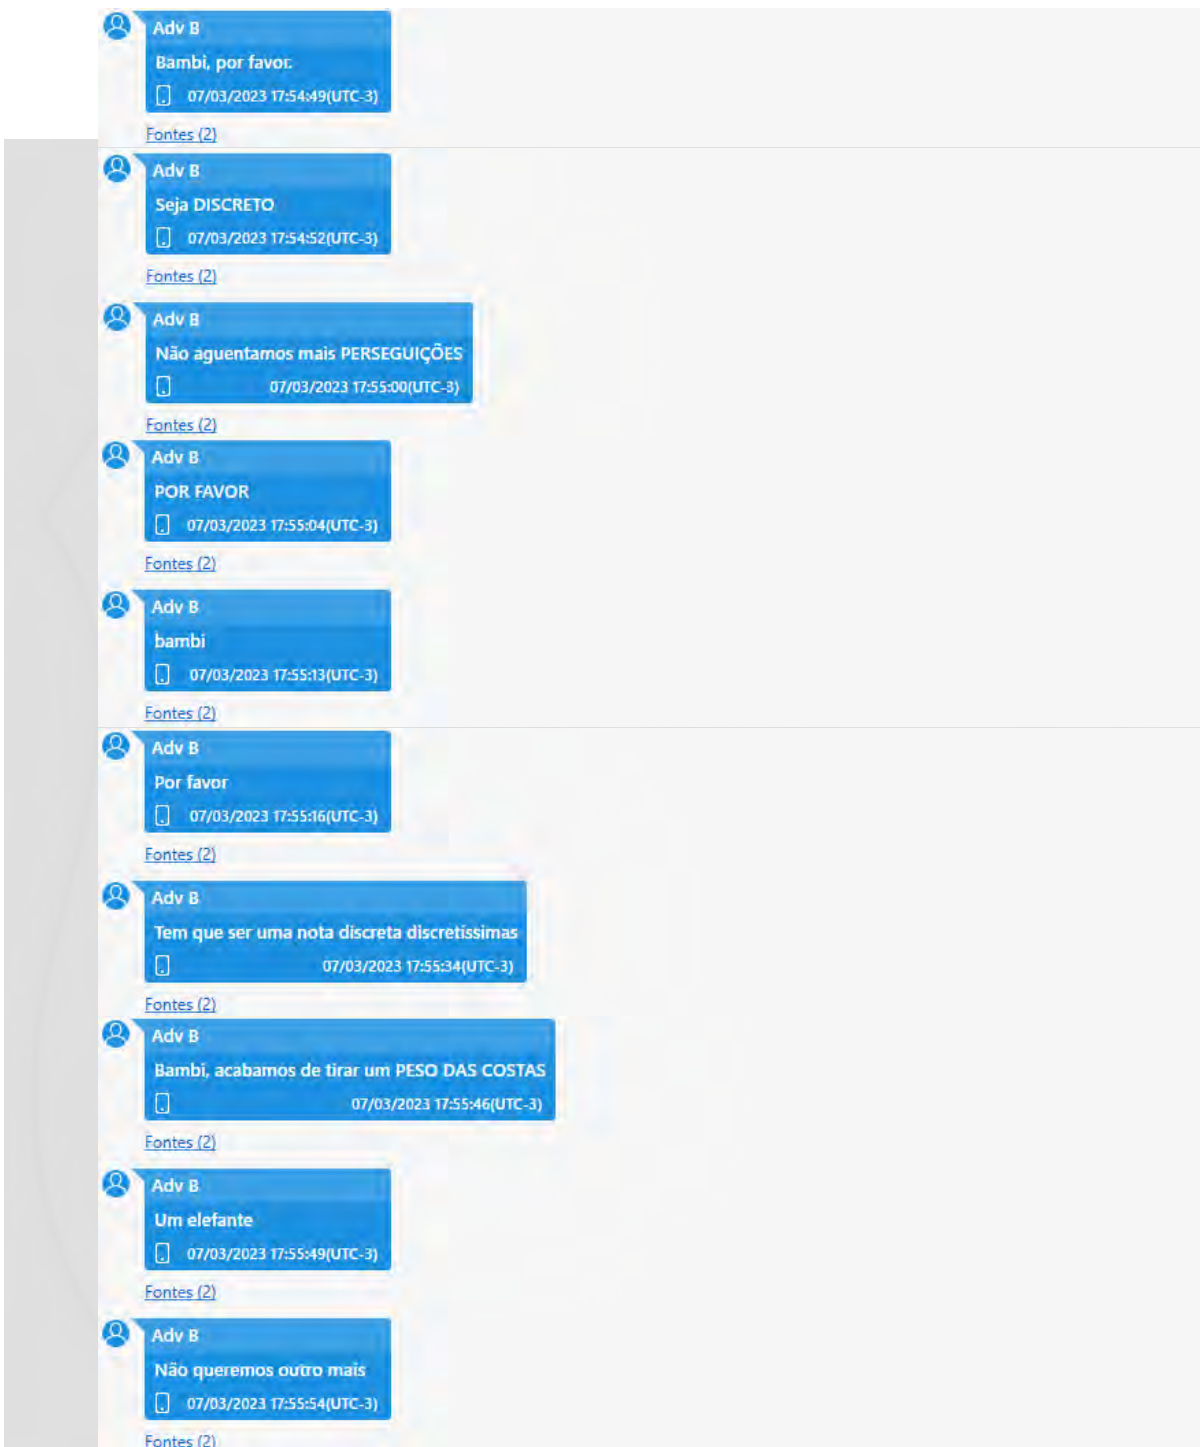 Adv B
Bambi, por favor.
07/03/2023 17:54:49(UTC-3)
Fontes (2)
Adv B
Seja DISCRETO
07/03/2023 17:54:52(UTC-3)
Fontes (2)
Adv B
Não aguentamos mais PERSEGUIÇÕES
07/03/2023 17:55:00(UTC-3)
Fontes (2)
Adv B
POR FAVOR
07/03/2023 17:55:04(UTC-3)
Fontes (2)
Adv B
bambi
07/03/2023 17:55:13(UTC-3)
Fontes (2)
Adv B
Por favor
07/03/2023 17:55:16(UTC-3)
Fontes (2)
Adv B
Tem que ser uma nota discreta discretissimas
07/03/2023 17:55:34(UTC-3)
Fontes (2)
Adv B
Bambi, acabamos de tirar um PESO DAS COSTAS
07/03/2023 17:55:46(UTC-3)
Fontes (2)
Adv B
Um elefante
07/03/2023 17:55:49(UTC-3)
Fontes (2)
Adv B
Não queremos outro mais
07/03/2023 17:55:54(UTC-3)
Fontes (2)